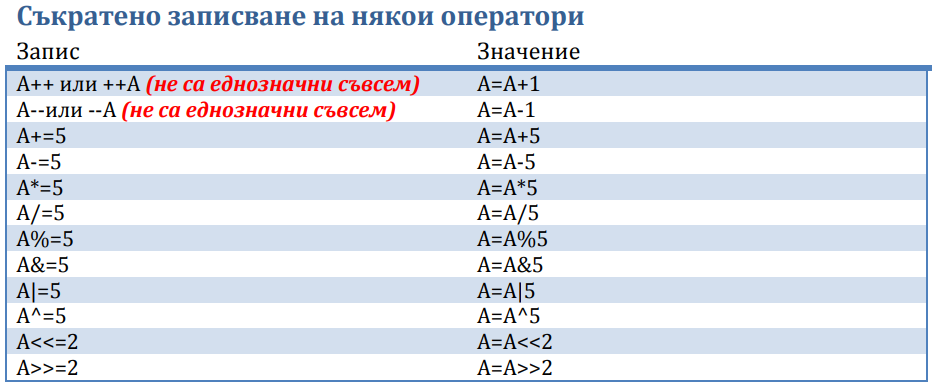 Съкратено записване на някои оператори
Запис Значение
A++ или ++A (не са еднозначни съвсем) A=A+1
A--или --A (не са еднозначни съвсем) A=A-1
A+=5 A=A+5
A-=5 A=A-5
A*=5 A=A*5
A/=5 A=A/5
A%=5 A=A%5
A&=5 A=A&5
A|=5 A=A|5
A^=5 A=A^5
A<<=2 A=A<<2
A>>=2 A=A>>2